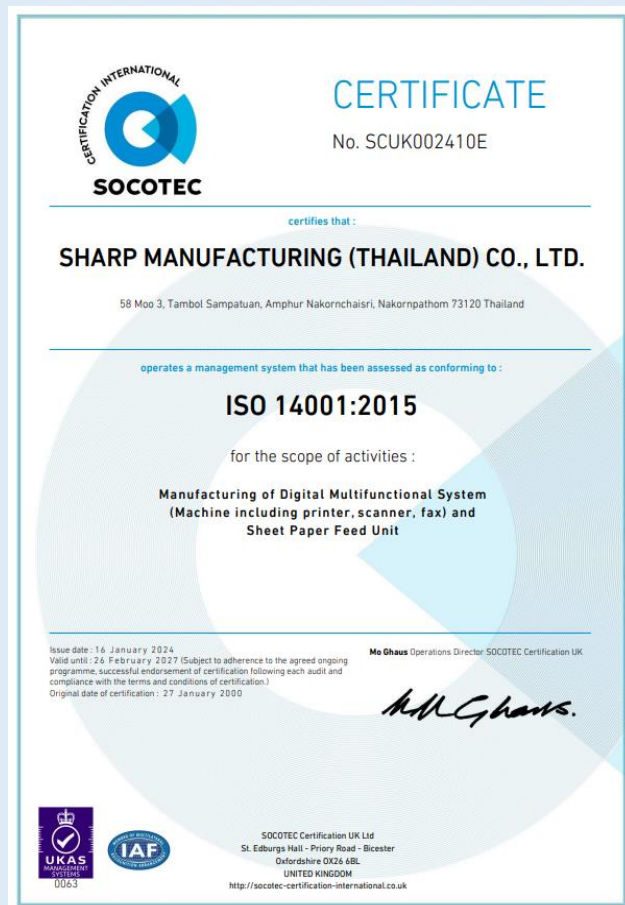 CERTIFICATION INTERNATIONAL
SOCOTEC
CERTIFICATE
No. SCUK002410E
certifies that :
SHARP MANUFACTURING (THAILAND) CO., LTD.
58 Moo 3, Tambol Sampatuan, Amphur Nakornchaisri, Nakornpathom 73120 Thailand
operates a management system that has been assessed as conforming to :
ISO 14001:2015
for the scope of activities :
Manufacturing of Digital Multifunctional System
(Machine including printer, scanner, fax) and
Sheet Paper Feed Unit
Issue date : 16 January 2024
Valid until : 26 February 2027 (Subject to adherence to the agreed ongoing
programme, successful endorsement of certification following each audit and
compliance with the terms and conditions of certification.)
Original date of certification : 27 January 2000
Mo Ghaus Operations Director SOCOTEC Certification UK
UKAS
MANAGEMENT
SYSTEMS
0063
IAF
SOCOTEC Certification UK Ltd
St. Edburgs Hall - Priory Road - Bicester
Oxfordshire OX26 6BL
UNITED KINGDOM
http://socotec-certification-international.co.uk